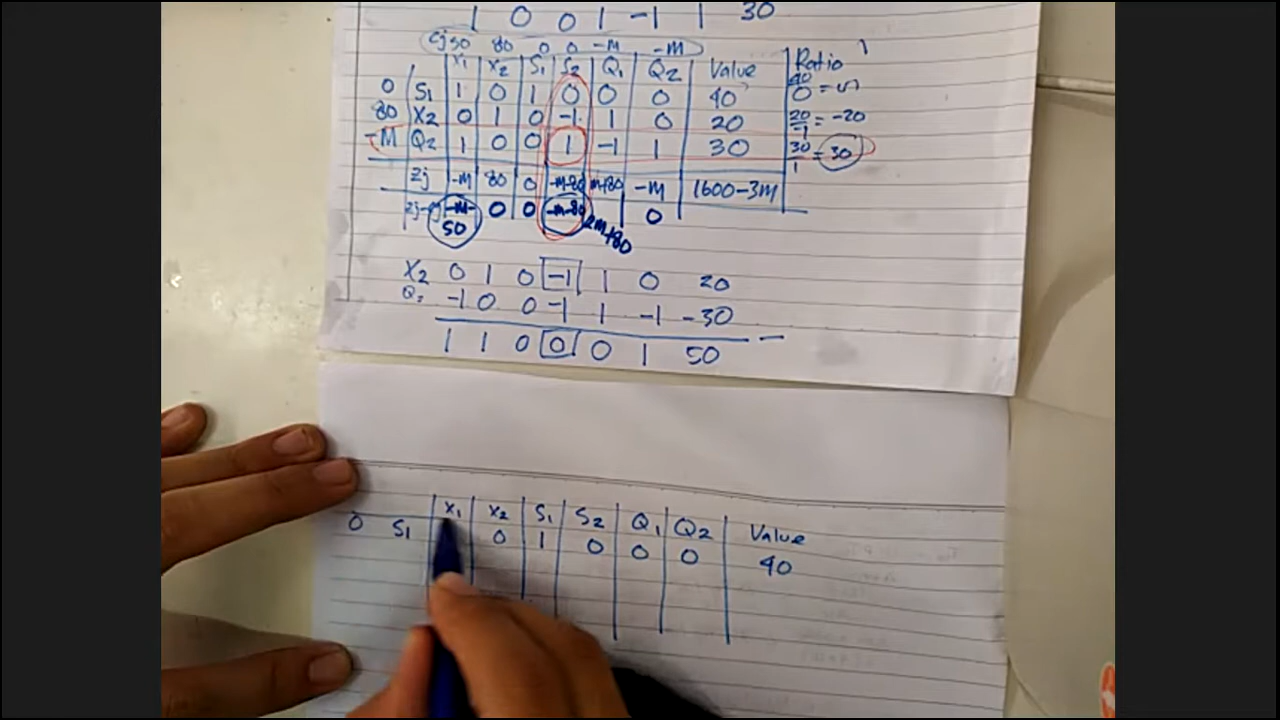 1 0 0 1 -1 1 30
Cj 50 80 0 0 -M -M
x1 x2 S1 S2 Q1 Q2 Value Ratio
0 S1 1 0 1 0 0 0 40 40/0 = ∽
80 X2 0 1 0 -1 1 0 20 20/-1 = -20
-M Q2 1 0 0 1 -1 1 30 30/1 = 30
Zj -M 80 0 -M-80 M+80 -M 1600-3M
Zj-Cj -M-50 0 0 -M-80 2M+80 0
X2 0 1 0 -1 1 0 20
-1 0 0 -1 1 -1 -30
1 1 0 0 0 1 50 -
x1 x2 S1 S2 Q1 Q2 Value
0 S1 0 1 0 0 0 40